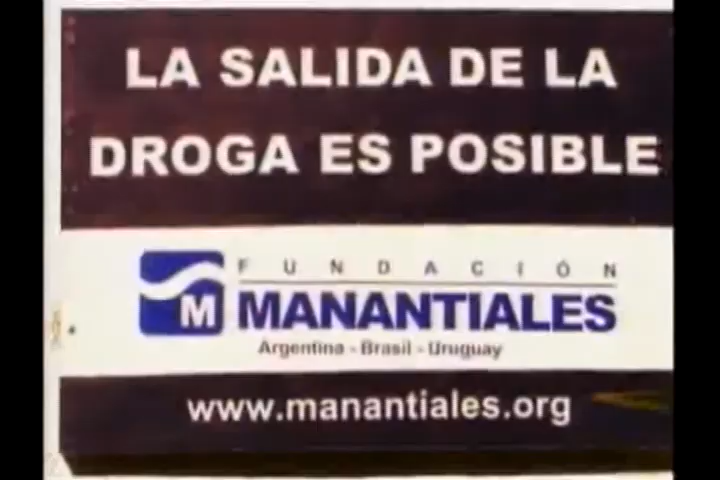 LA SALIDA DE LA
DROGA ES POSIBLE
FUNDACIÓN
M MANANTIALES
Argentina - Brasil - Uruguay
www.manantiales.org